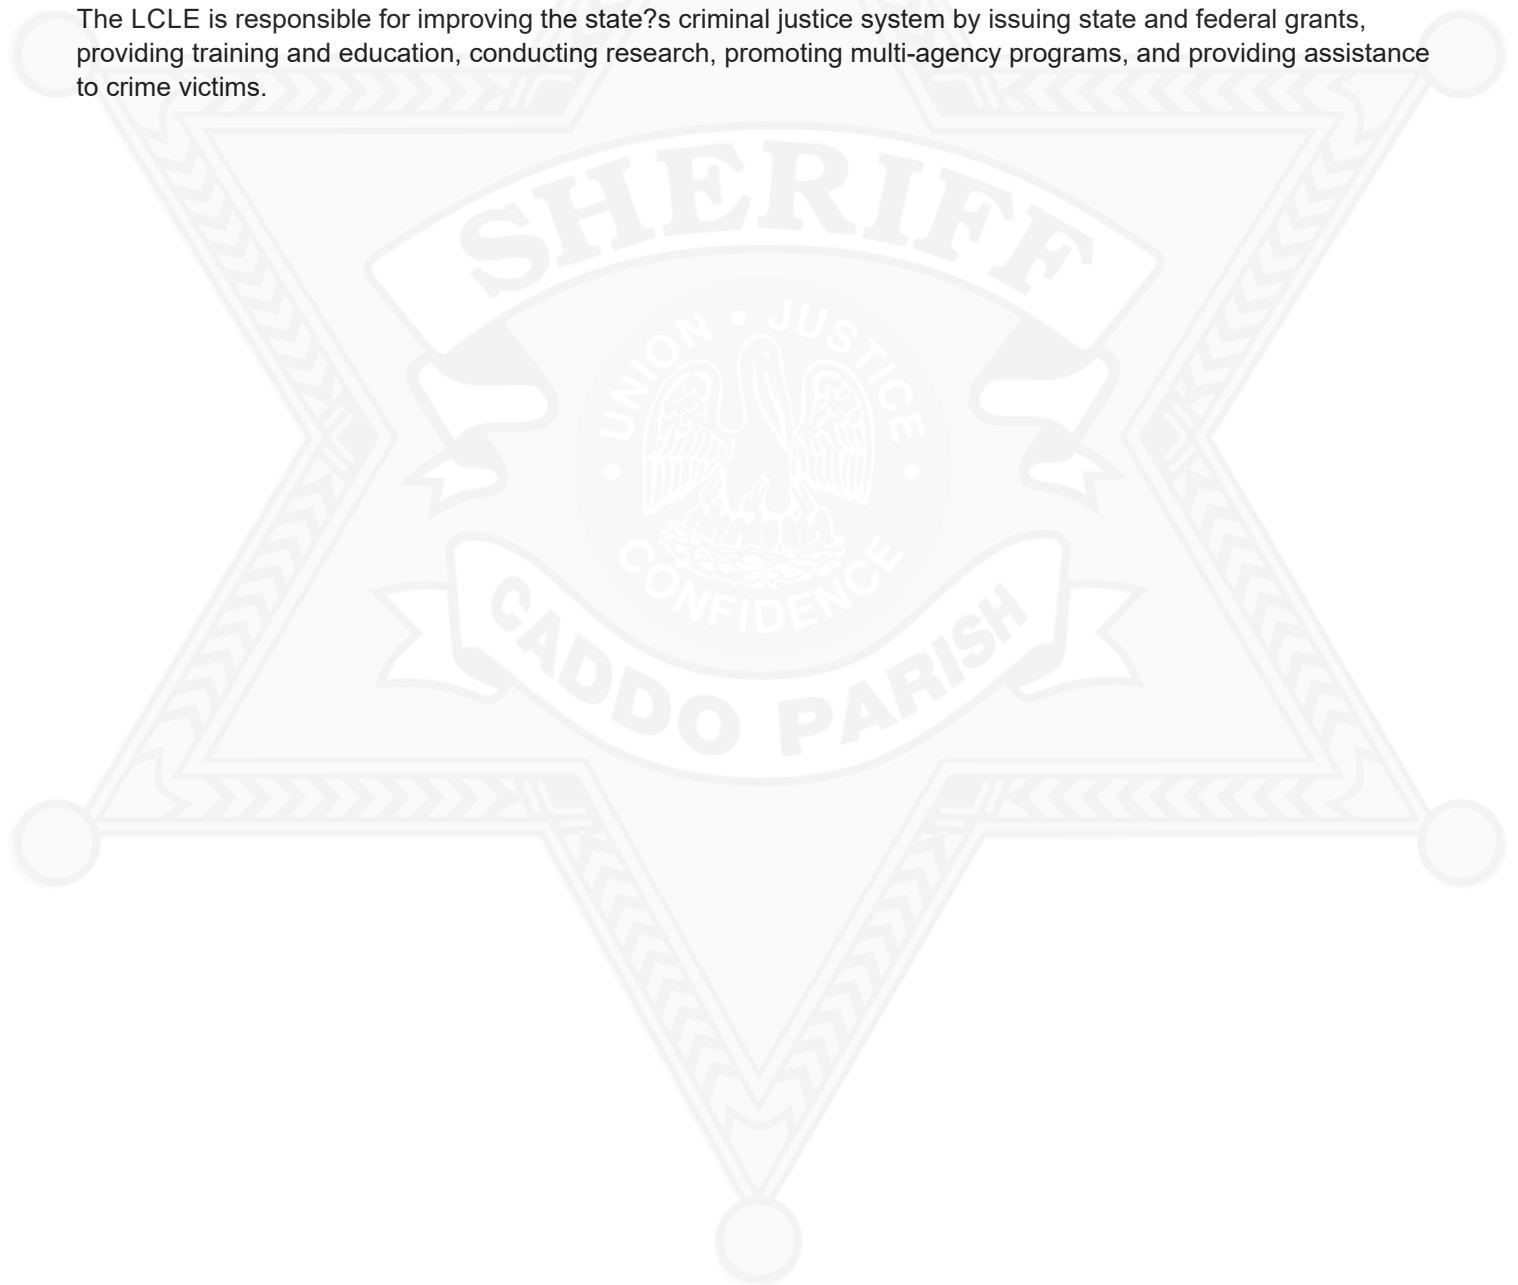 The LCLE is responsible for improving the state?s criminal justice system by issuing state and federal grants,
providing training and education, conducting research, promoting multi-agency programs, and providing assistance
to crime victims.
SHERIFF
UNION • JUSTICE
• CONFIDENCE •
CADDO PARISH